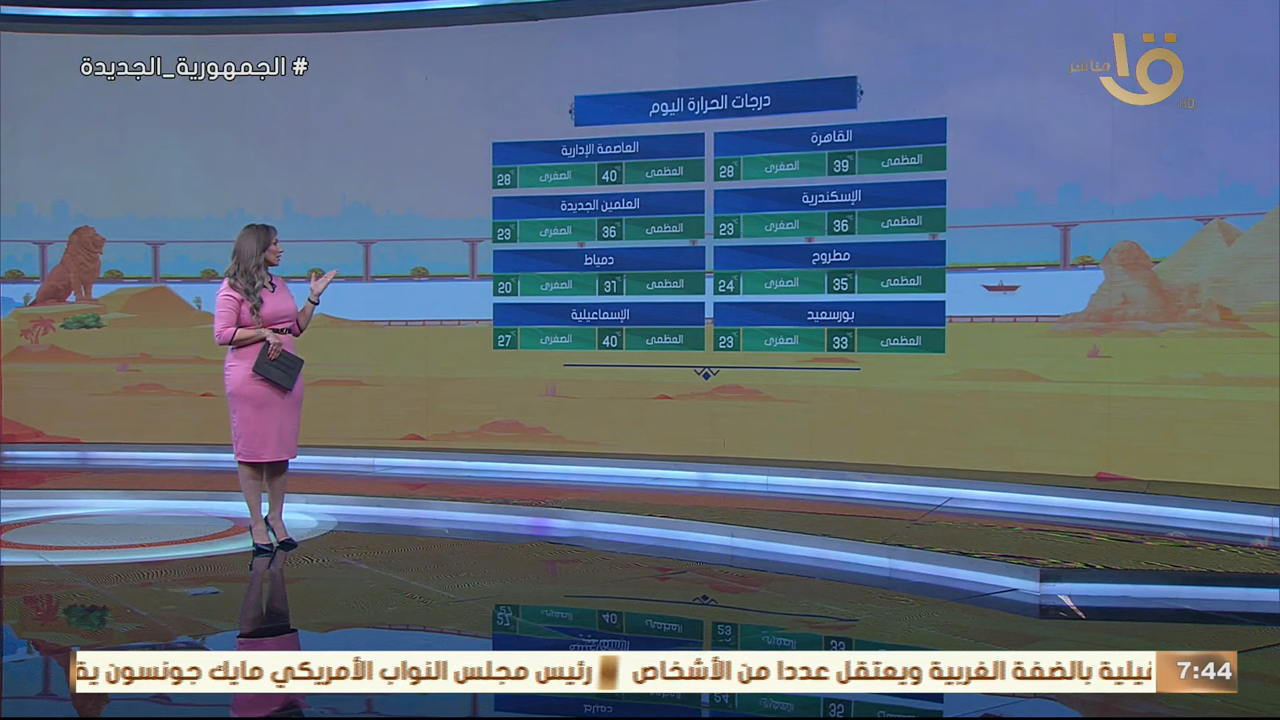 # الجمهورية_الجديدة
مباشر
HD
درجات الحرارة اليوم
القاهرة
العظمى 39 الصغرى 28
العاصمة الإدارية
العظمى 40 الصغرى 28
الإسكندرية
العظمى 36 الصغرى 23
العلمين الجديدة
العظمى 36 الصغرى 23
مطروح
العظمى 35 الصغرى 24
دمياط
العظمى 31 الصغرى 20
بورسعيد
العظمى 33 الصغرى 23
الإسماعيلية
العظمى 40 الصغرى 27
7:44
بالضفة الغربية ويعتقل عددا من الأشخاص
رئيس مجلس النواب الأمريكي مايك جونسون